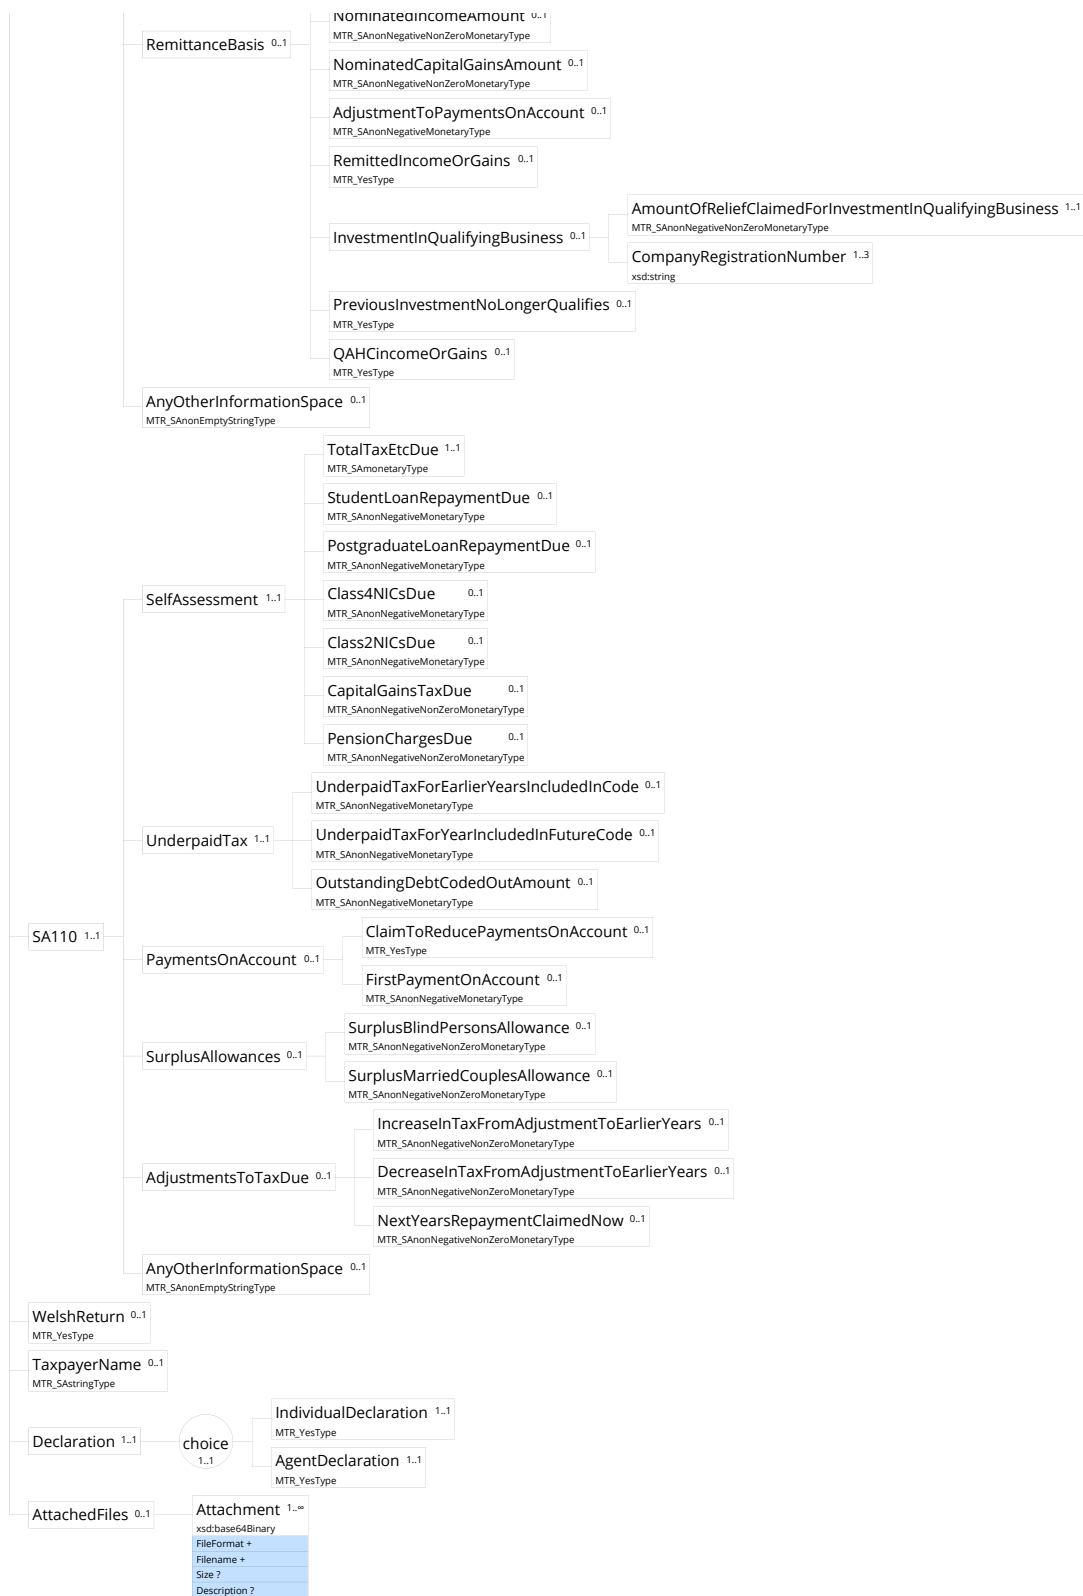 NominatedIncomeAmount 0..1
MTR_SAnonNegativeNonZeroMonetaryType
RemittanceBasis 0..1
NominatedCapitalGainsAmount 0..1
MTR_SAnonNegativeNonZeroMonetaryType
AdjustmentToPaymentsOnAccount 0..1
MTR_SAnonNegativeMonetaryType
RemittedIncomeOrGains 0..1
MTR_YesType
AmountOfReliefClaimedForInvestmentInQualifyingBusiness 1..1
MTR_SAnonNegativeNonZeroMonetaryType
InvestmentInQualifyingBusiness 0..1
CompanyRegistrationNumber 1..3
xsd:string
PreviousInvestmentNoLongerQualifies 0..1
MTR_YesType
QAHCincomeOrGains 0..1
MTR_YesType
AnyOtherInformationSpace 0..1
MTR_SAnonEmptyStringType
TotalTaxEtcDue 1..1
MTR_SAmonetaryType
StudentLoanRepaymentDue 0..1
MTR_SAnonNegativeMonetaryType
PostgraduateLoanRepaymentDue 0..1
MTR_SAnonNegativeMonetaryType
SelfAssessment 1..1
Class4NICsDue 0..1
MTR_SAnonNegativeMonetaryType
Class2NICsDue 0..1
MTR_SAnonNegativeMonetaryType
CapitalGainsTaxDue 0..1
MTR_SAnonNegativeNonZeroMonetaryType
PensionChargesDue 0..1
MTR_SAnonNegativeNonZeroMonetaryType
UnderpaidTaxForEarlierYearsIncludedInCode 0..1
MTR_SAnonNegativeMonetaryType
UnderpaidTax 1..1
UnderpaidTaxForYearIncludedInFutureCode 0..1
MTR_SAnonNegativeMonetaryType
OutstandingDebtCodedOutAmount 0..1
MTR_SAnonNegativeMonetaryType
SA110 1..1
ClaimToReducePaymentsOnAccount 0..1
MTR_YesType
PaymentsOnAccount 0..1
FirstPaymentOnAccount 0..1
MTR_SAnonNegativeMonetaryType
SurplusBlindPersonsAllowance 0..1
MTR_SAnonNegativeNonZeroMonetaryType
SurplusAllowances 0..1
SurplusMarriedCouplesAllowance 0..1
MTR_SAnonNegativeNonZeroMonetaryType
IncreaseInTaxFromAdjustmentToEarlierYears 0..1
MTR_SAnonNegativeNonZeroMonetaryType
AdjustmentsToTaxDue 0..1
DecreaseInTaxFromAdjustmentToEarlierYears 0..1
MTR_SAnonNegativeNonZeroMonetaryType
NextYearsRepaymentClaimedNow 0..1
MTR_SAnonNegativeNonZeroMonetaryType
AnyOtherInformationSpace 0..1
MTR_SAnonEmptyStringType
WelshReturn 0..1
MTR_YesType
TaxpayerName 0..1
MTR_SAstringType
IndividualDeclaration 1..1
MTR_YesType
Declaration 1..1
choice
1..1
AgentDeclaration 1..1
MTR_YesType
AttachedFiles 0..1
Attachment 1..∞
xsd:base64Binary
FileFormat +
Filename +
Size ?
Description ?